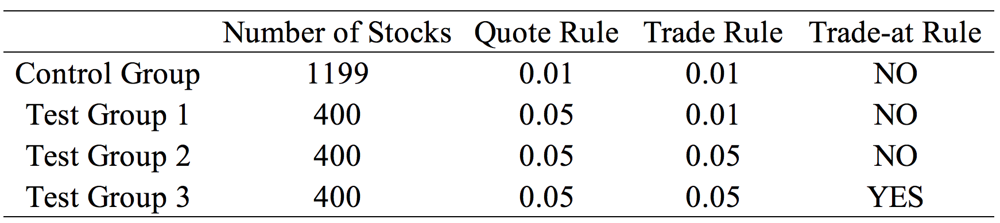 Number of Stocks Quote Rule Trade Rule Trade-at Rule
Control Group 1199 0.01 0.01 NO
Test Group 1 400 0.05 0.01 NO
Test Group 2 400 0.05 0.05 NO
Test Group 3 400 0.05 0.05 YES